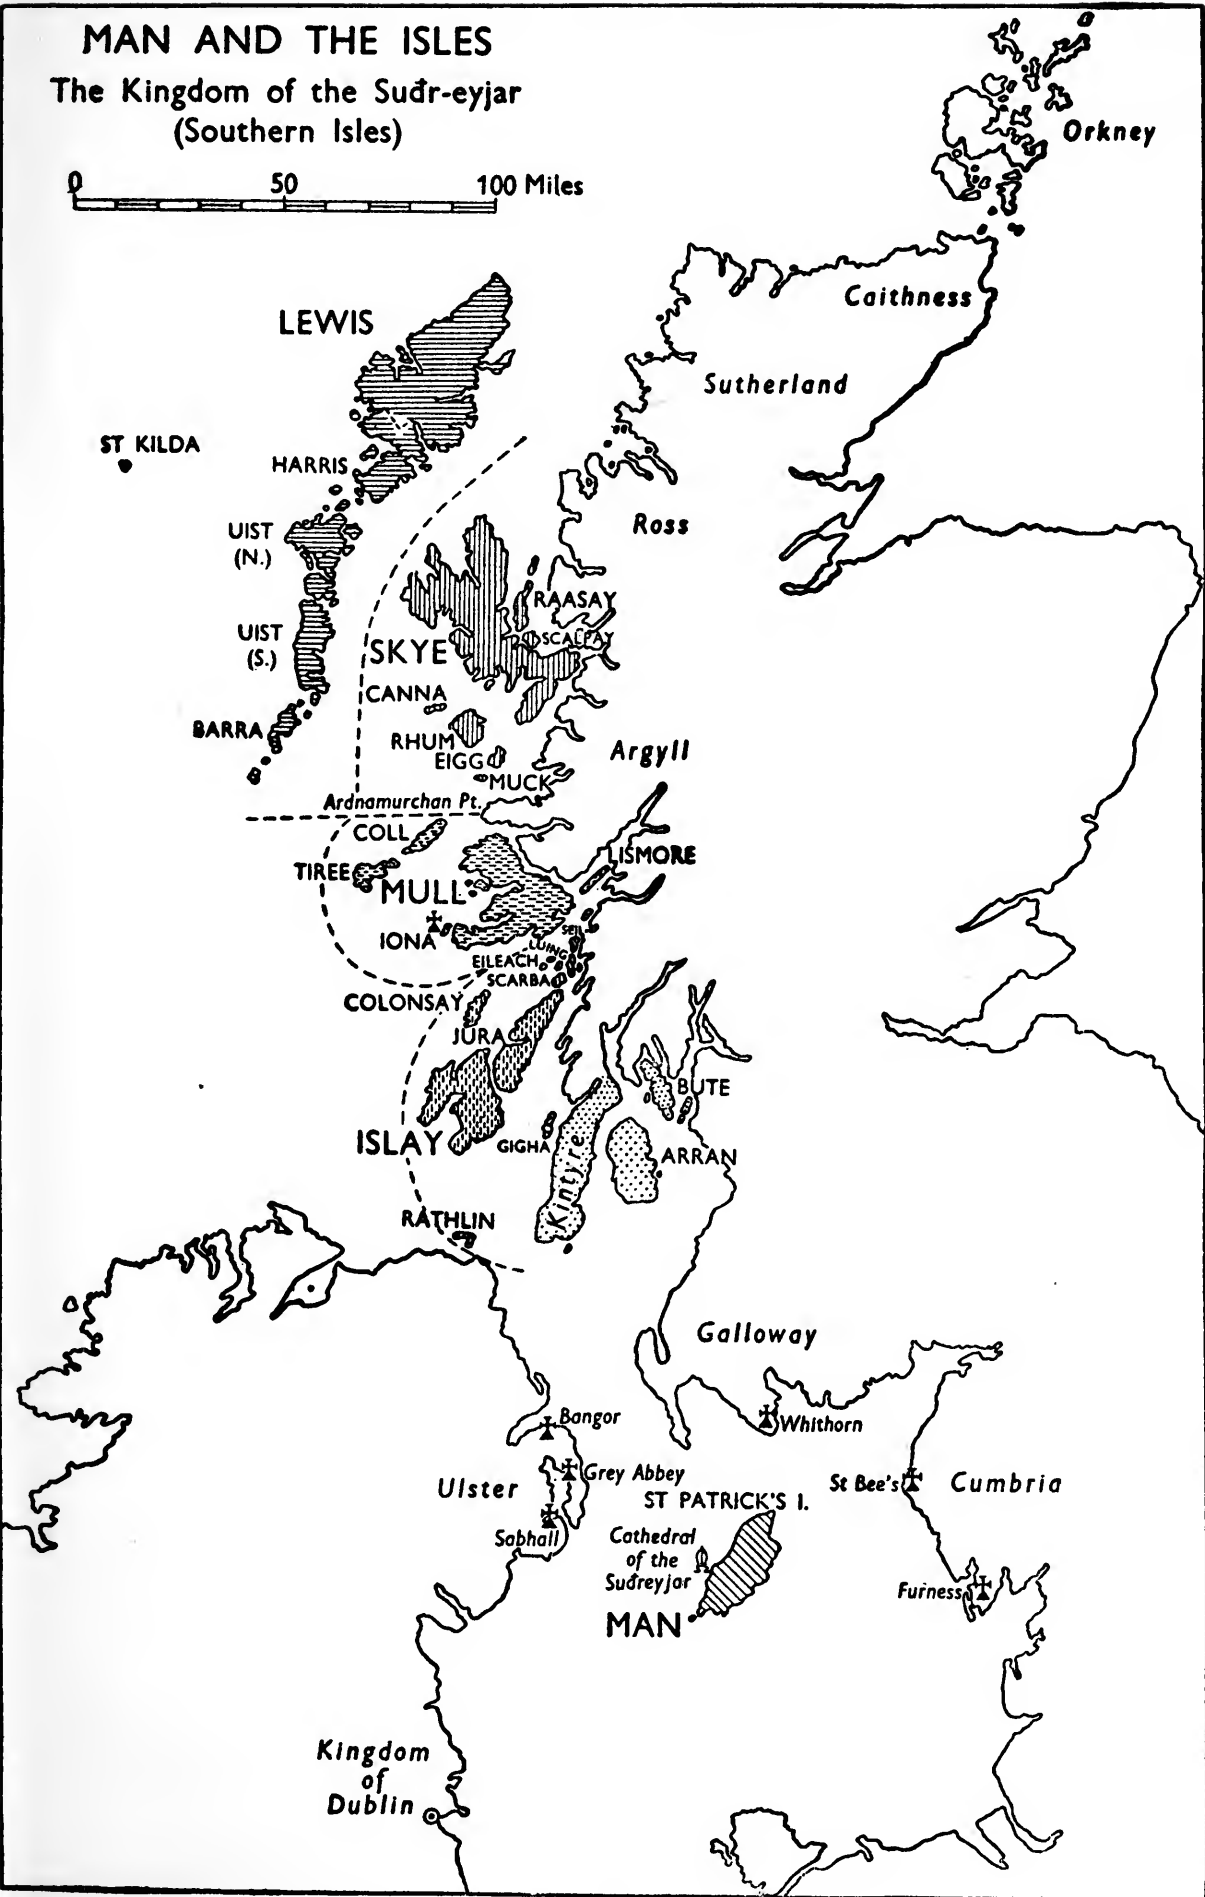 MAN AND THE ISLES
The Kingdom of the Suđr-eyjar
(Southern Isles)
0 50 100 Miles
Orkney
Caithness
LEWIS
Sutherland
ST KILDA
HARRIS
UIST
(N.)
Ross
RAASAY
UIST
(S.)
SKYE
SCALPAY
CANNA
BARRA
RHUM
EIGG
MUCK
Argyll
Ardnamurchan Pt.
COLL
LISMORE
TIREE
MULL
IONA
SEIL
LUING
EILEACH
SCARBA
COLONSAY
JURA
BUTE
ISLAY
GIGHA
Kintyre
ARRAN
RATHLIN
Galloway
Bangor
Whithorn
Ulster
Grey Abbey
St Bee's
Cumbria
ST PATRICK'S I.
Sabhall
Cathedral
of the
Suđreyjar
Furness
MAN
Kingdom
of
Dublin